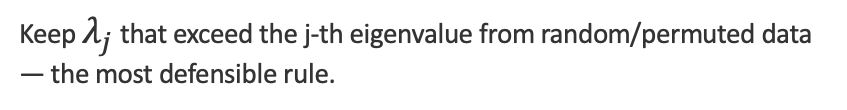 Keep λj that exceed the j-th eigenvalue from random/permuted data
— the most defensible rule.